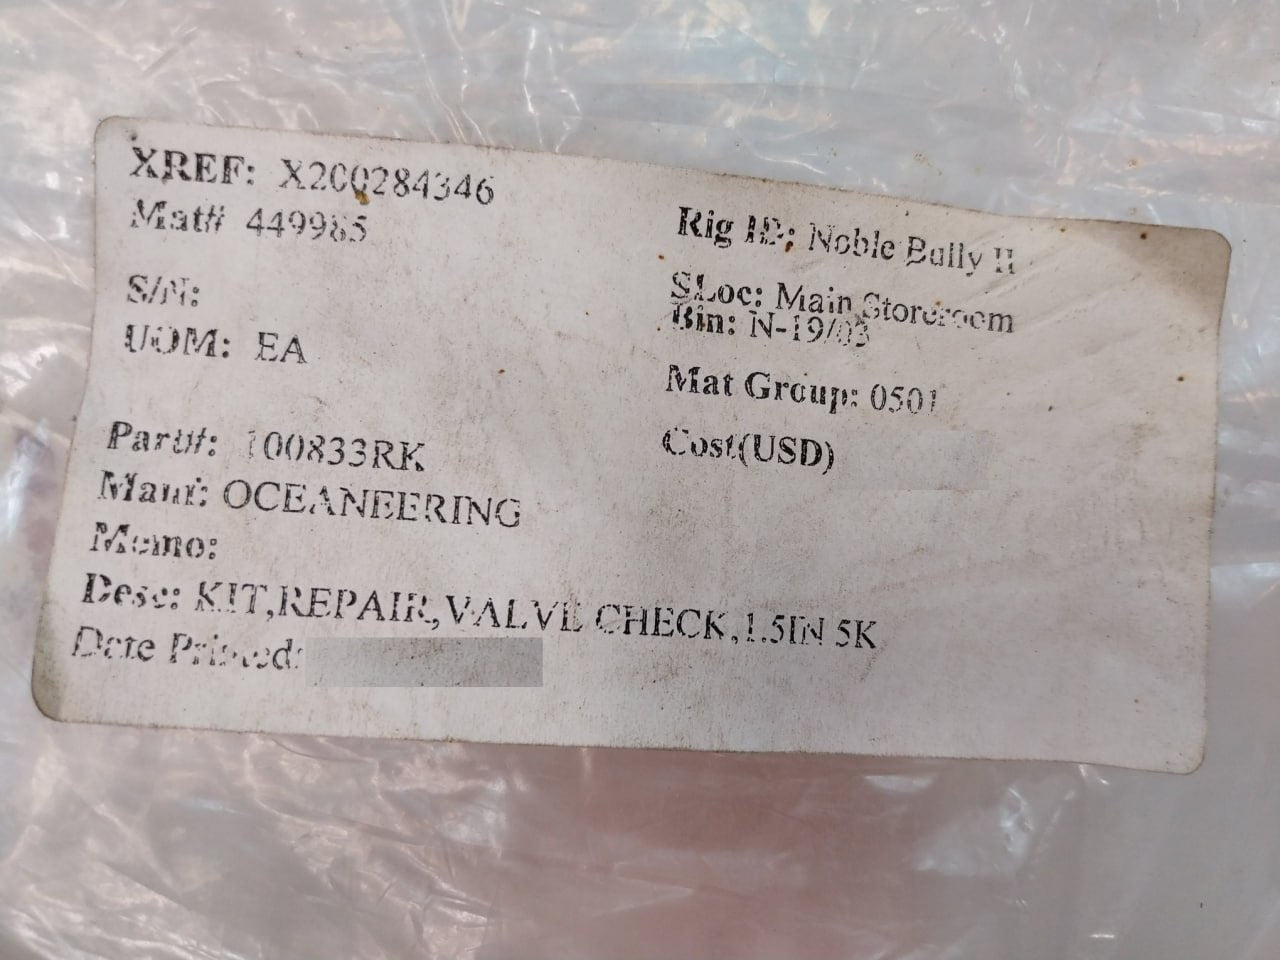 XREF: X200284346
Mat# 449985
S/N:
UOM: EA
Part#: 100833RK
Manf: OCEANEERING
Memo:
Desc: KIT,REPAIR,VALVE CHECK,1.5IN 5K
Date Printed:
Rig ID: Noble Bully II
SLoc: Main Storeroom
Bin: N-19/03
Mat Group: 0501
Cost(USD)